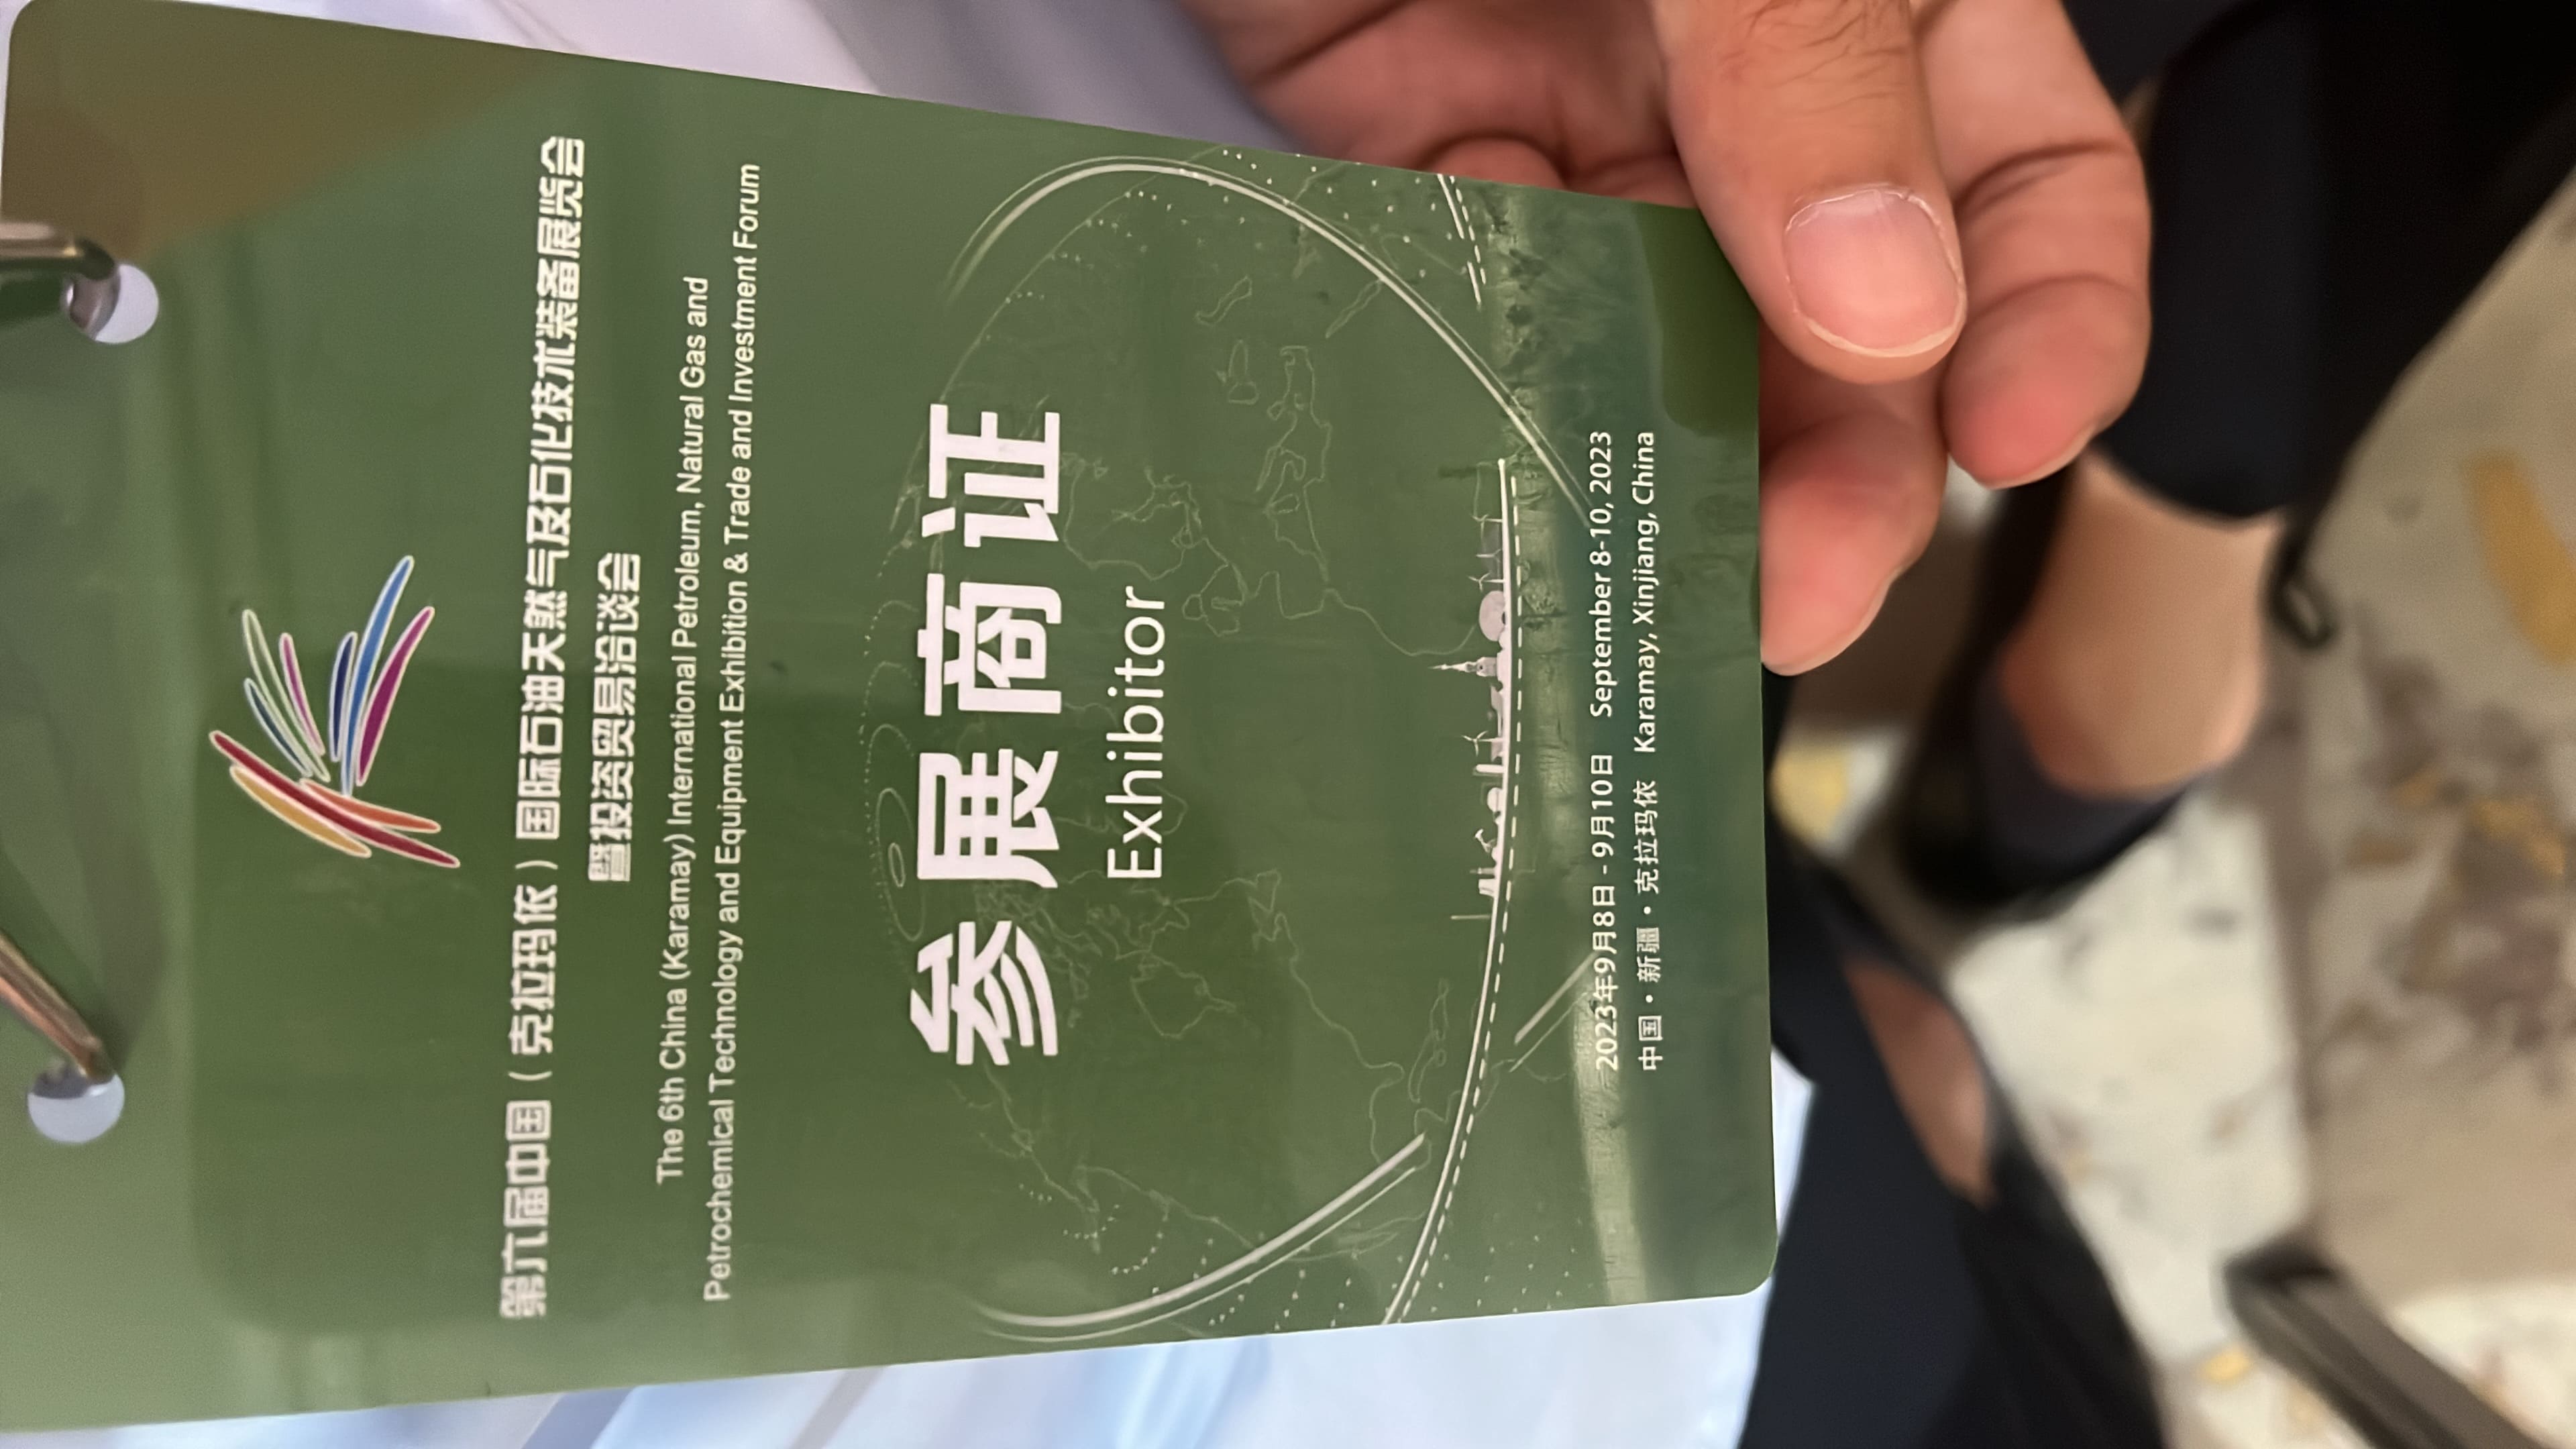 第六届中国（克拉玛依）国际石油天然气及石化技术装备展览会
暨投资贸易洽谈会
The 6th China (Karamay) International Petroleum, Natural Gas and
Petrochemical Technology and Equipment Exhibition & Trade and Investment Forum
参展商证
Exhibitor
2023年9月8日-9月10日 September 8-10, 2023
中国·新疆·克拉玛依 Karamay, Xinjiang, China